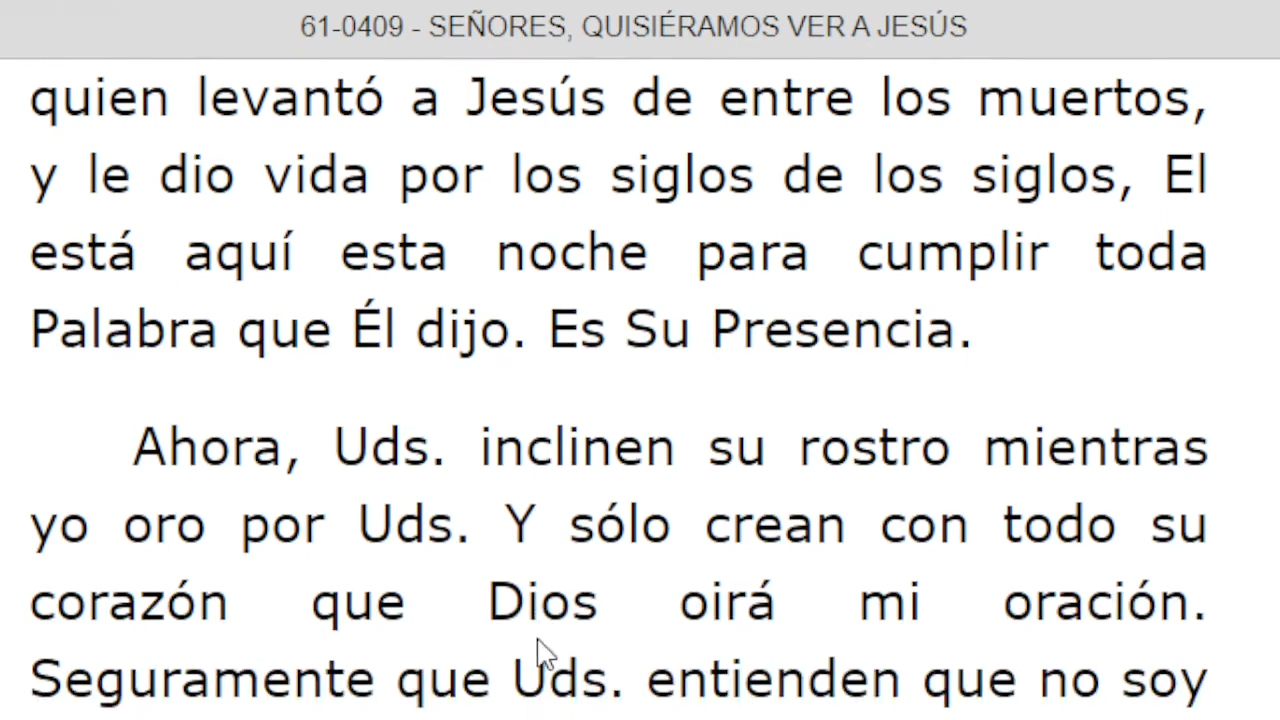 61-0409 - SEÑORES, QUISIÉRAMOS VER A JESÚS
quien levantó a Jesús de entre los muertos,
y le dio vida por los siglos de los siglos, El
está aquí esta noche para cumplir toda
Palabra que Él dijo. Es Su Presencia.
Ahora, Uds. inclinen su rostro mientras
yo oro por Uds. Y sólo crean con todo su
corazón que Dios oirá mi oración.
Seguramente que Uds. entienden que no soy